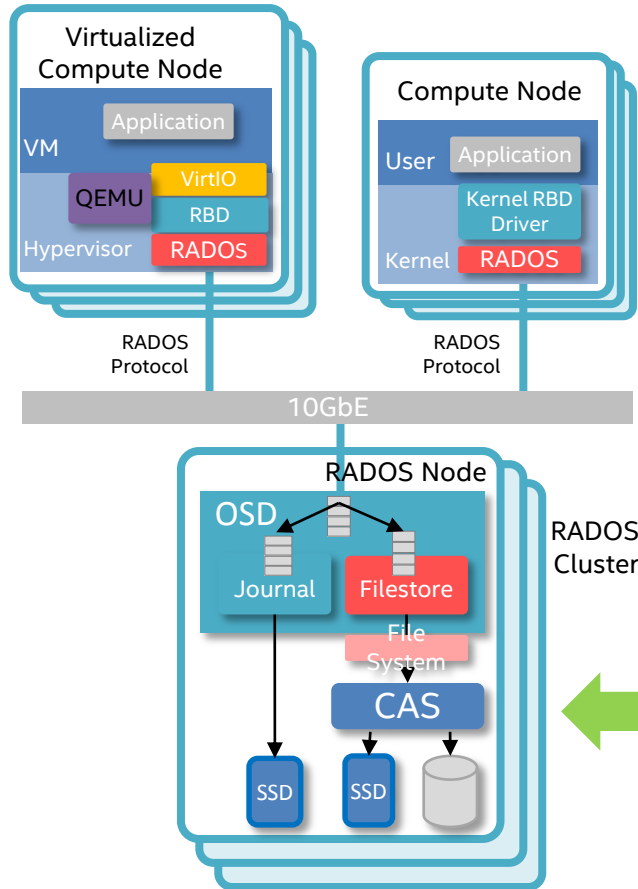 Virtualized
Compute Node
Application
VM
VirtIO
QEMU
RBD
Hypervisor
RADOS
Compute Node
User
Application
Kernel RBD
Driver
Kernel
RADOS
RADOS
Protocol
RADOS
Protocol
10GbE
RADOS Node
OSD
Journal
Filestore
File
System
CAS
SSD
SSD
RADOS
Cluster